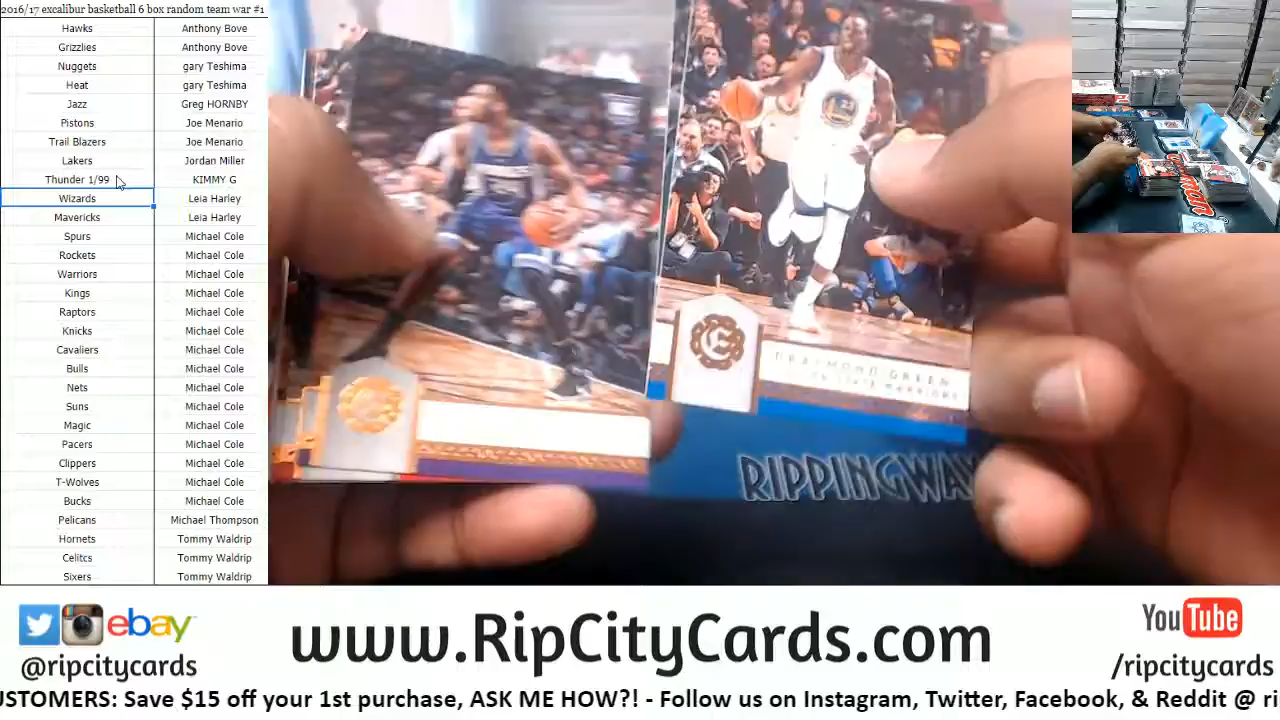 2016/17 excalibur basketball 6 box random team war #1
Hawks Anthony Bove
Grizzlies Anthony Bove
Nuggets gary Teshima
Heat gary Teshima
Jazz Greg HORNBY
Pistons Joe Menario
Trail Blazers Joe Menario
Lakers Jordan Miller
Thunder 1/99 KIMMY G
Wizards Leia Harley
Mavericks Leia Harley
Spurs Michael Cole
Rockets Michael Cole
Warriors Michael Cole
Kings Michael Cole
Raptors Michael Cole
Knicks Michael Cole
Cavaliers Michael Cole
Bulls Michael Cole
Nets Michael Cole
Suns Michael Cole
Magic Michael Cole
Pacers Michael Cole
Clippers Michael Cole
T-Wolves Michael Cole
Bucks Michael Cole
Pelicans Michael Thompson
Hornets Tommy Waldrip
Celitcs Tommy Waldrip
Sixers Tommy Waldrip
DRAYMOND GREEN
RIPPINGWA
ebay
@ripcitycards
www.RipCityCards.com
YouTube
/ripcitycards
USTOMERS: Save $15 off your 1st purchase, ASK ME HOW?! - Follow us on Instagram, Twitter, Facebook, & Reddit @ ri